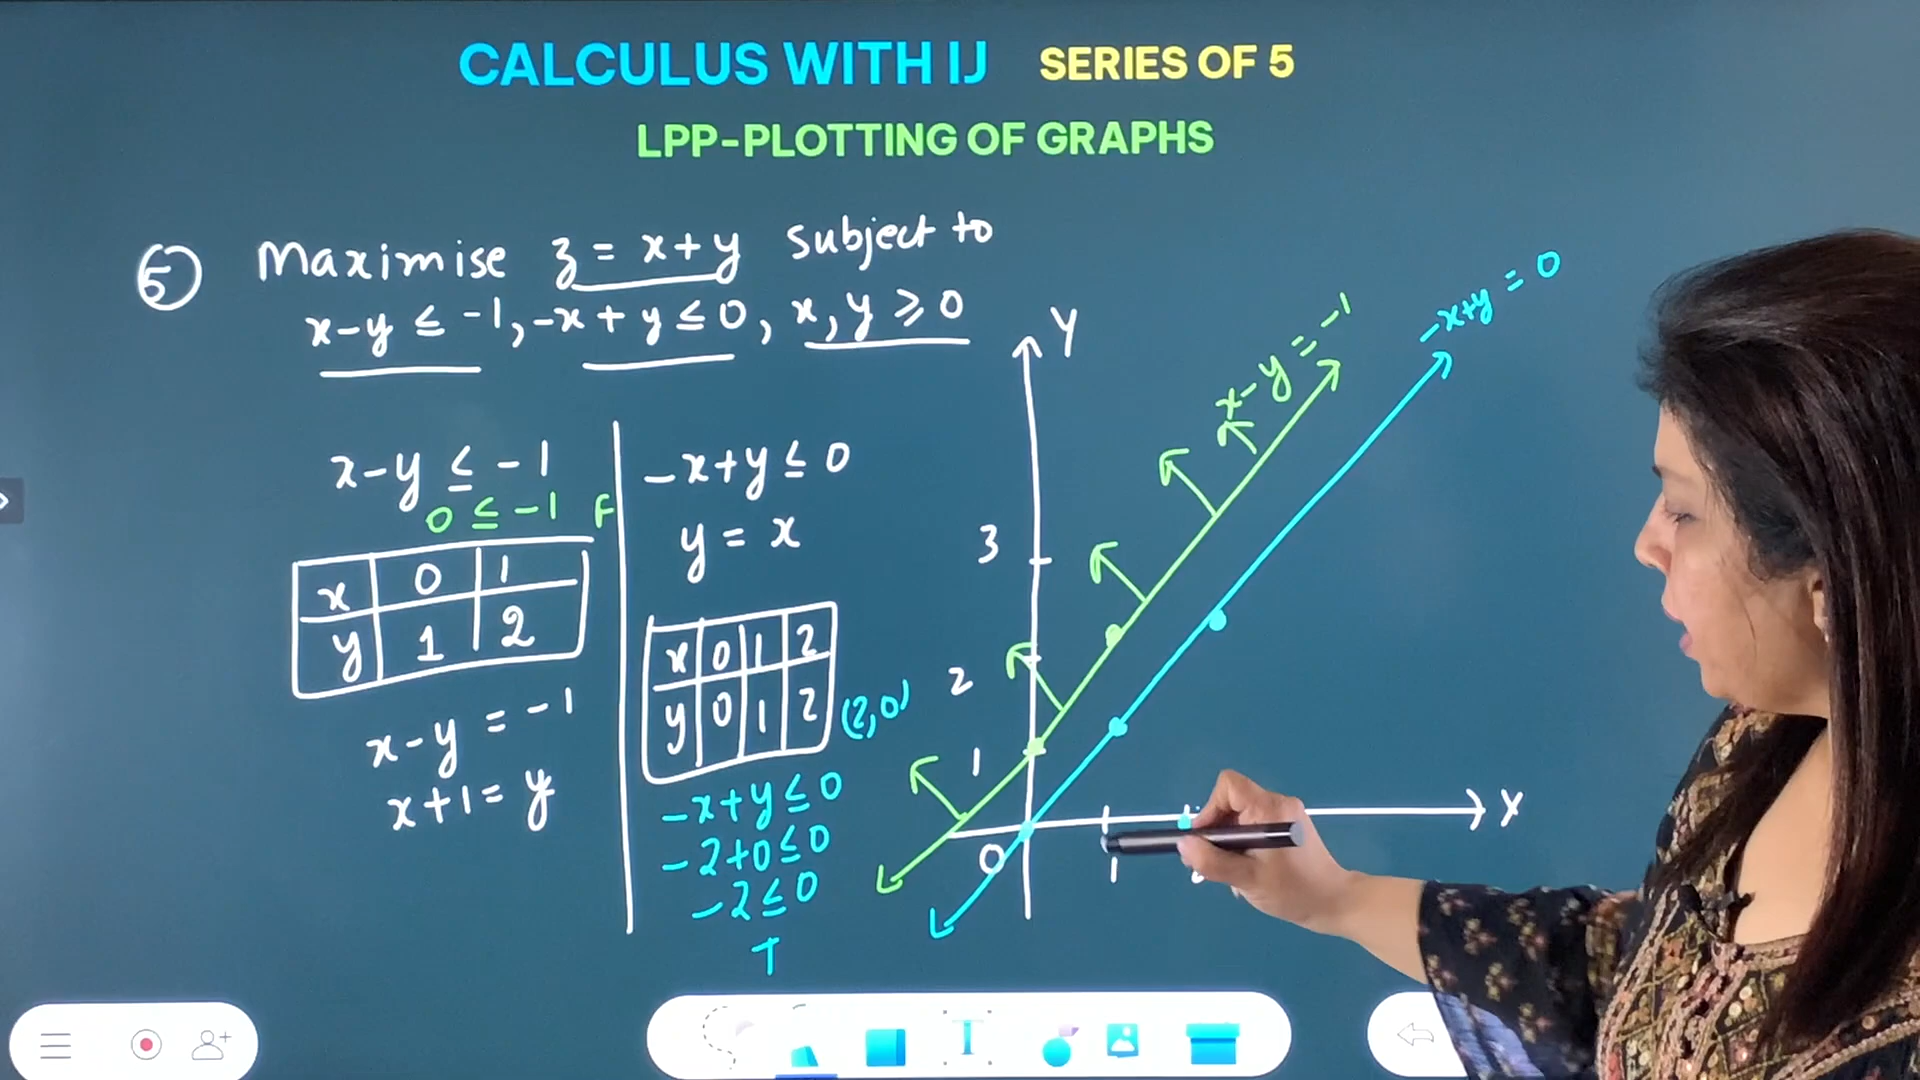 CALCULUS WITH IJ SERIES OF 5
LPP-PLOTTING OF GRAPHS
5 Maximise z = x+y subject to
x-y ≤ -1, -x+y ≤ 0, x, y ≥ 0
x-y ≤ -1
0 ≤ -1 F
x 0 1
y 1 2
x-y = -1
x+1 = y
-x+y ≤ 0
y = x
x 0 1 2
y 0 1 2 (2,0)
-x+y ≤ 0
-2+0 ≤ 0
-2 ≤ 0
T
Y
x-y = -1
-x+y = 0
3
2
1
0 1
X
T